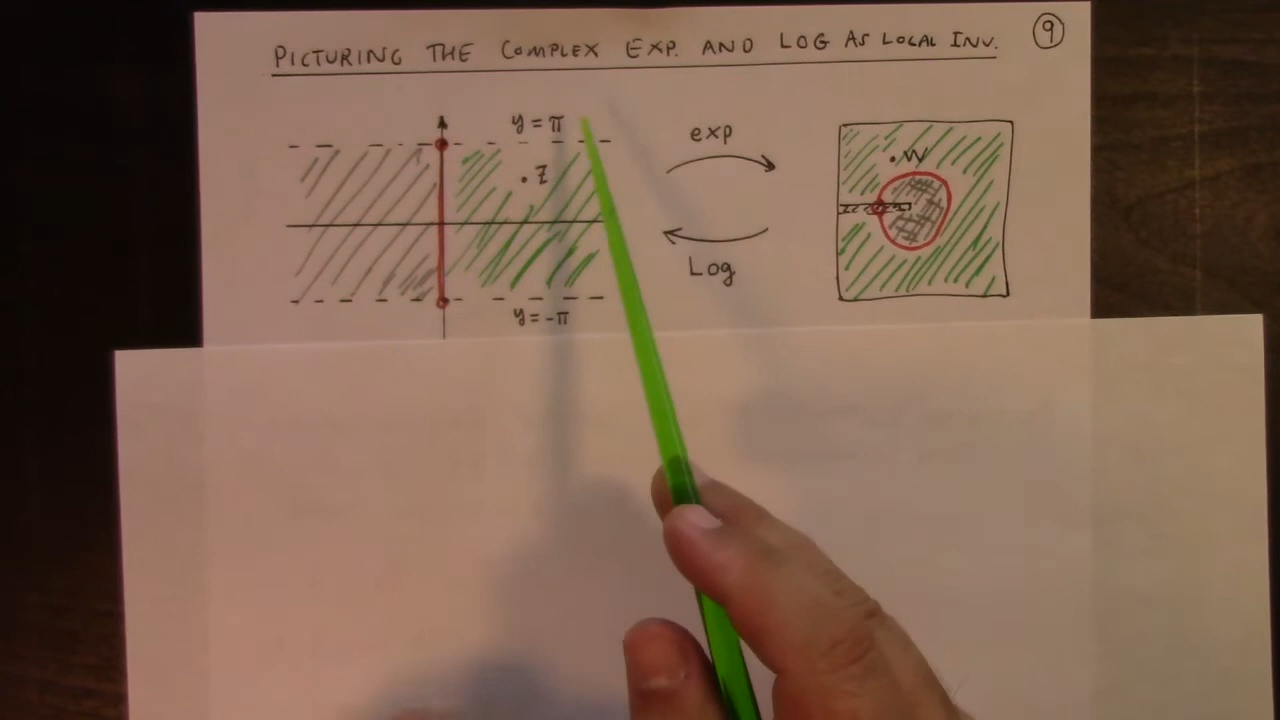 PICTURING THE COMPLEX EXP. AND LOG AS LOCAL INV. 9
y = π
exp
. Z
. W
Log
y = -π